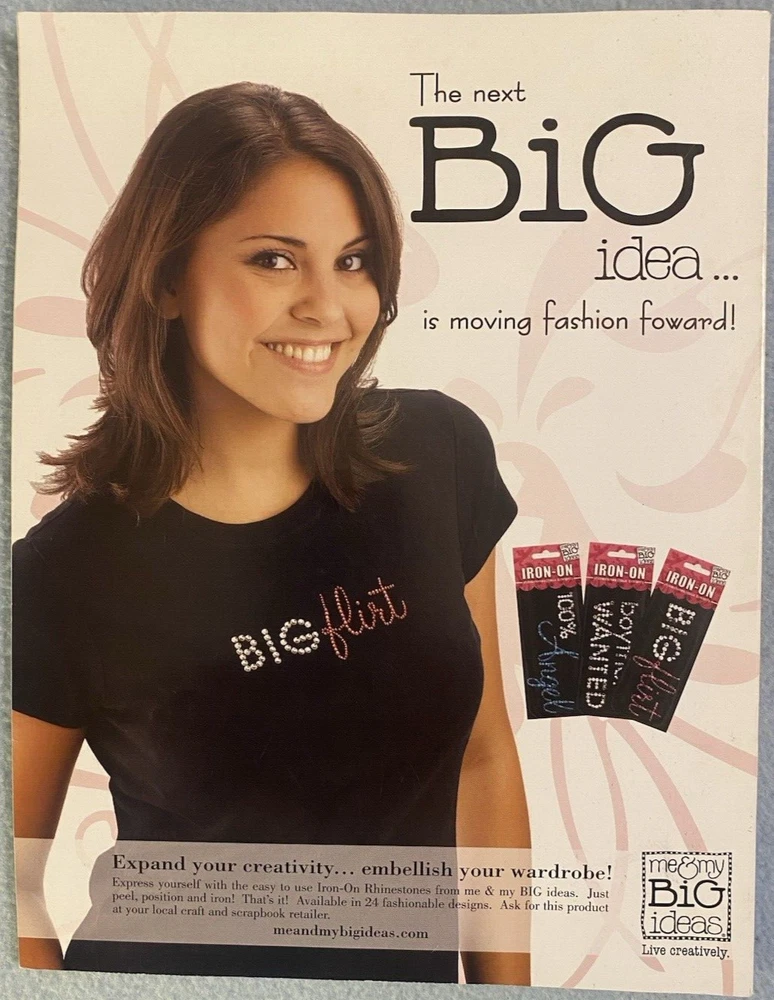 The next
BiG
idea...
is moving fashion foward!
BiG flirt
IRON-ON
100%
Angel
IRON-ON
WANTED
IRON-ON
BiG
flirt
Expand your creativity... embellish your wardrobe!
Express yourself with the easy to use Iron-On Rhinestones from me & my BIG ideas. Just
peel, position and iron! That's it! Available in 24 fashionable designs. Ask for this product
at your local craft and scrapbook retailer.
meandmybigideas.com
me&my
BiG
ideas®
Live creatively.